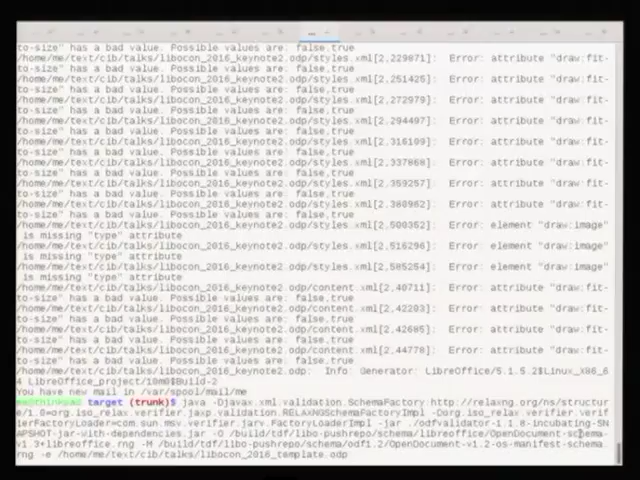 to-size" has a bad value. Possible values are: false,true
/home/me/text/cib/talks/libocon_2016_keynote2.odp/styles.xml[2,229871]:  Error: attribute "draw:fit-
to-size" has a bad value. Possible values are: false,true
/home/me/text/cib/talks/libocon_2016_keynote2.odp/styles.xml[2,251425]:  Error: attribute "draw:fit-
to-size" has a bad value. Possible values are: false,true
/home/me/text/cib/talks/libocon_2016_keynote2.odp/styles.xml[2,272979]:  Error: attribute "draw:fit-
to-size" has a bad value. Possible values are: false,true
/home/me/text/cib/talks/libocon_2016_keynote2.odp/styles.xml[2,294497]:  Error: attribute "draw:fit-
to-size" has a bad value. Possible values are: false,true
/home/me/text/cib/talks/libocon_2016_keynote2.odp/styles.xml[2,316109]:  Error: attribute "draw:fit-
to-size" has a bad value. Possible values are: false,true
/home/me/text/cib/talks/libocon_2016_keynote2.odp/styles.xml[2,337868]:  Error: attribute "draw:fit-
to-size" has a bad value. Possible values are: false,true
/home/me/text/cib/talks/libocon_2016_keynote2.odp/styles.xml[2,359257]:  Error: attribute "draw:fit-
to-size" has a bad value. Possible values are: false,true
/home/me/text/cib/talks/libocon_2016_keynote2.odp/styles.xml[2,380962]:  Error: attribute "draw:fit-
to-size" has a bad value. Possible values are: false,true
/home/me/text/cib/talks/libocon_2016_keynote2.odp/styles.xml[2,500352]:  Error: element "draw:image"
is missing "type" attribute
/home/me/text/cib/talks/libocon_2016_keynote2.odp/styles.xml[2,516296]:  Error: element "draw:image"
is missing "type" attribute
/home/me/text/cib/talks/libocon_2016_keynote2.odp/styles.xml[2,585254]:  Error: element "draw:image"
is missing "type" attribute
/home/me/text/cib/talks/libocon_2016_keynote2.odp/content.xml[2,40711]:  Error: attribute "draw:fit-
to-size" has a bad value. Possible values are: false,true
/home/me/text/cib/talks/libocon_2016_keynote2.odp/content.xml[2,42203]:  Error: attribute "draw:fit-
to-size" has a bad value. Possible values are: false,true
/home/me/text/cib/talks/libocon_2016_keynote2.odp/content.xml[2,42685]:  Error: attribute "draw:fit-
to-size" has a bad value. Possible values are: false,true
/home/me/text/cib/talks/libocon_2016_keynote2.odp/content.xml[2,44778]:  Error: attribute "draw:fit-
to-size" has a bad value. Possible values are: false,true
/home/me/text/cib/talks/libocon_2016_keynote2.odp:  Info: Generator: LibreOffice/5.1.5.2$Linux_X86_6
4 LibreOffice_project/10m0$Build-2
You have new mail in /var/spool/mail/me
me@thinkpad target (trunk)$ java -Djavax.xml.validation.SchemaFactory:http://relaxng.org/ns/structur
e/1.0=org.iso_relax.verifier.jaxp.validation.RELAXNGSchemaFactoryImpl -Dorg.iso_relax.verifier.verif
ierFactoryLoader=com.sun.msv.verifier.jarv.FactoryLoaderImpl -jar ./odfvalidator-1.1.8-incubating-SN
APSHOT-jar-with-dependencies.jar -O /build/tdf/libo-pushrepo/schema/libreoffice/OpenDocument-schema-
v1.3+libreoffice.rng -M /build/tdf/libo-pushrepo/schema/odf1.2/OpenDocument-v1.2-os-manifest-schema.
rng -e /home/me/text/cib/talks/libocon_2016_template.odp